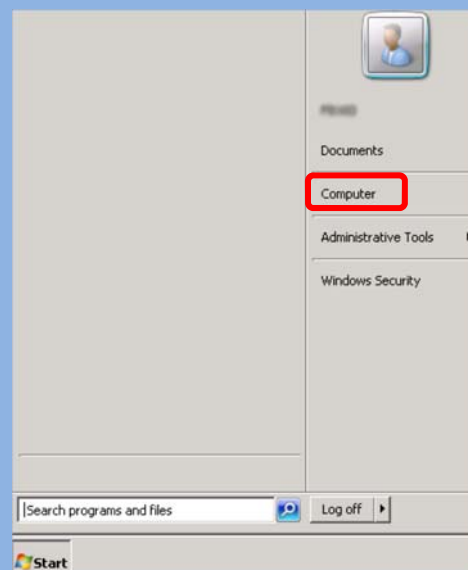 Documents
Computer
Administrative Tools
Windows Security
Search programs and files
Log off
Start